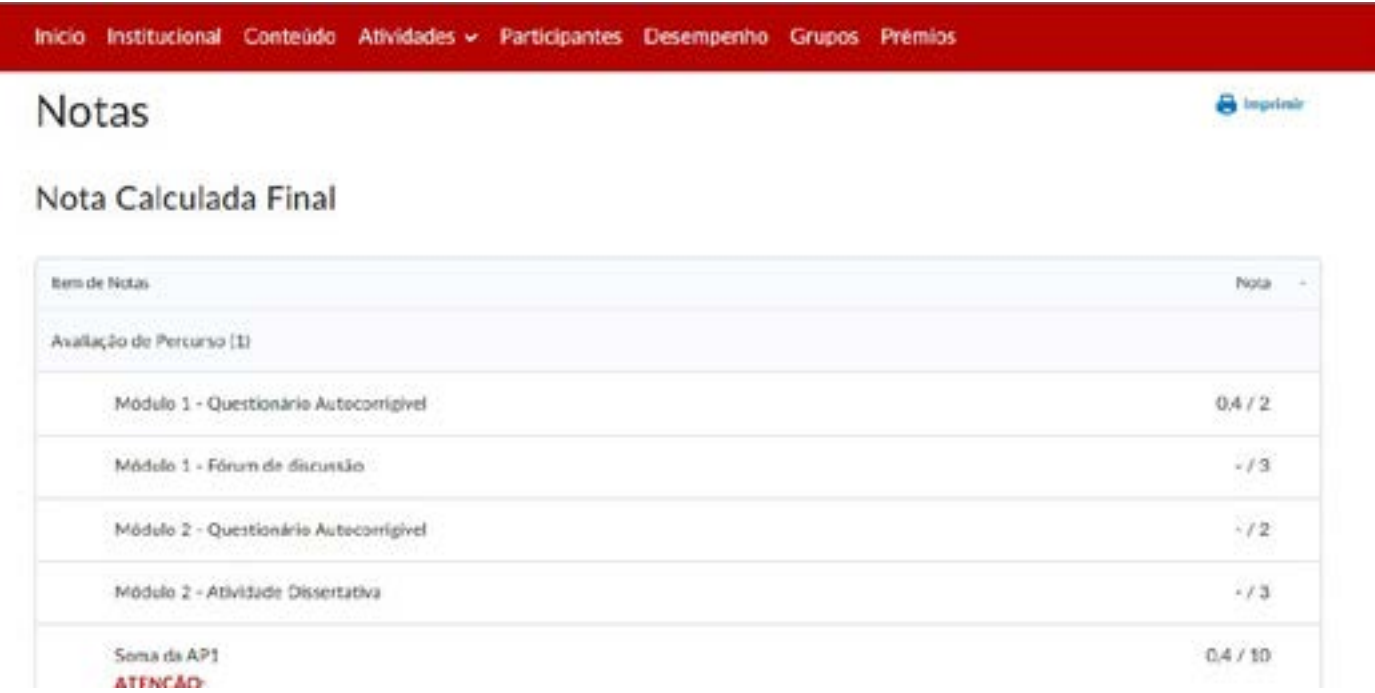 Início Institucional Conteúdo Atividades Participantes Desempenho Grupos Prêmios
Notas
Imprimir
Nota Calculada Final
Item de Notas Nota
Avaliação de Percurso (1)
Módulo 1 - Questionário Autocorrigível 0,4 / 2
Módulo 1 - Fórum de discussão - / 3
Módulo 2 - Questionário Autocorrigível - / 2
Módulo 2 - Atividade Dissertativa - / 3
Soma da AP1 0,4 / 10
ATENÇÃO: